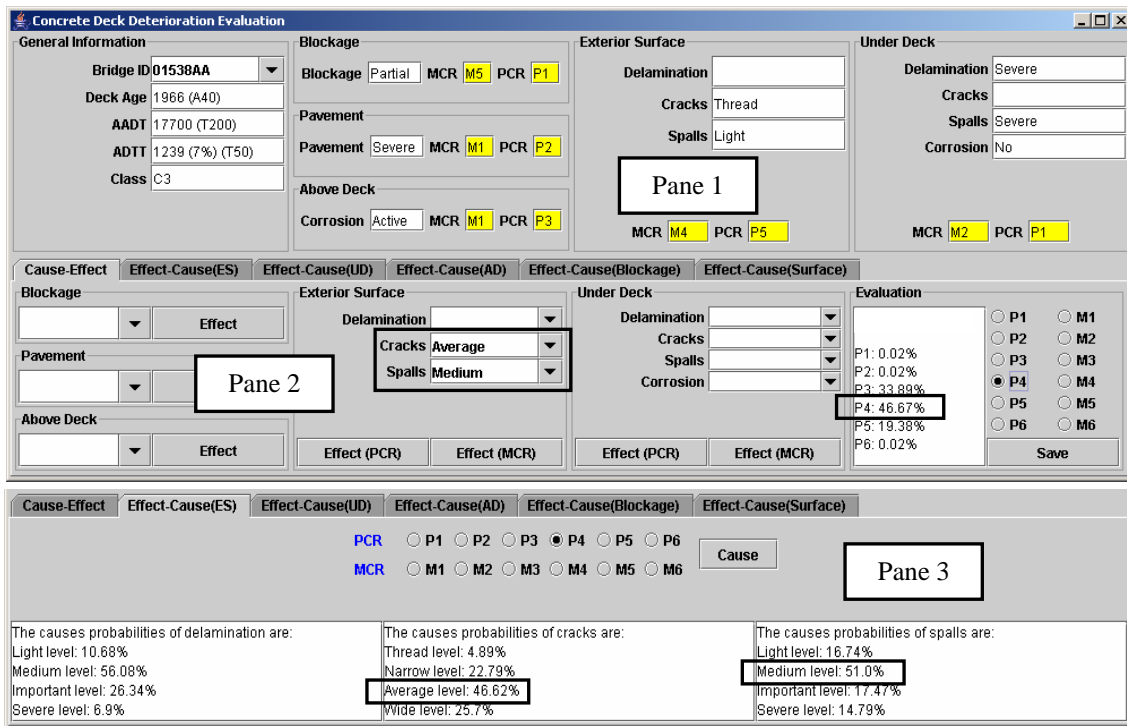 Concrete Deck Deterioration Evaluation
General Information
Bridge ID 01538AA
Deck Age 1966 (A40)
AADT 17700 (T200)
ADTT 1239 (7%) (T50)
Class C3
Blockage
Blockage Partial MCR M5 PCR P1
Pavement
Pavement Severe MCR M1 PCR P2
Above Deck
Corrosion Active MCR M1 PCR P3
Exterior Surface
Delamination
Cracks Thread
Spalls Light
Pane 1
MCR M4 PCR P5
Under Deck
Delamination Severe
Cracks
Spalls Severe
Corrosion No
MCR M2 PCR P1
Cause-Effect Effect-Cause(ES) Effect-Cause(UD) Effect-Cause(AD) Effect-Cause(Blockage) Effect-Cause(Surface)
Blockage
Effect
Pavement
Pane 2
Above Deck
Effect
Exterior Surface
Delamination
Cracks Average
Spalls Medium
Effect (PCR) Effect (MCR)
Under Deck
Delamination
Cracks
Spalls
Corrosion
Effect (PCR) Effect (MCR)
Evaluation
P1: 0.02%
P2: 0.02%
P3: 33.89%
P4: 46.67%
P5: 19.38%
P6: 0.02%
P1 M1
P2 M2
P3 M3
P4 M4
P5 M5
P6 M6
Save
Cause-Effect Effect-Cause(ES) Effect-Cause(UD) Effect-Cause(AD) Effect-Cause(Blockage) Effect-Cause(Surface)
PCR P1 P2 P3 P4 P5 P6
MCR M1 M2 M3 M4 M5 M6
Cause
Pane 3
The causes probabilities of delamination are:
Light level: 10.68%
Medium level: 56.08%
Important level: 26.34%
Severe level: 6.9%
The causes probabilities of cracks are:
Thread level: 4.89%
Narrow level: 22.79%
Average level: 46.62%
Wide level: 25.7%
The causes probabilities of spalls are:
Light level: 16.74%
Medium level: 51.0%
Important level: 17.47%
Severe level: 14.79%